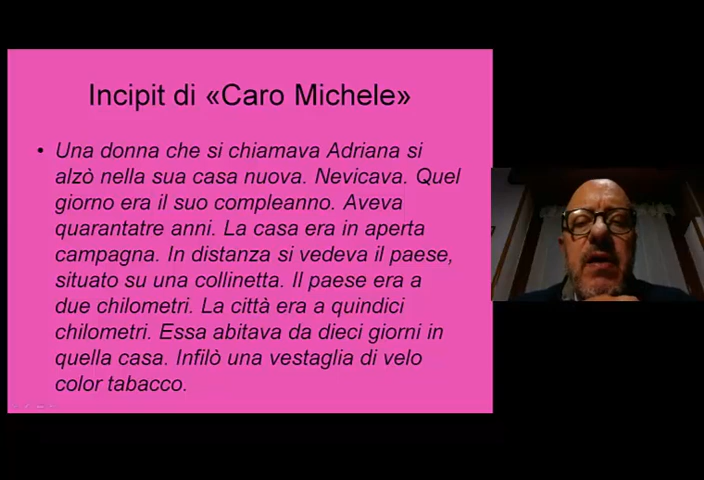 Incipit di «Caro Michele»
• Una donna che si chiamava Adriana si
alzò nella sua casa nuova. Nevicava. Quel
giorno era il suo compleanno. Aveva
quarantatre anni. La casa era in aperta
campagna. In distanza si vedeva il paese,
situato su una collinetta. Il paese era a
due chilometri. La città era a quindici
chilometri. Essa abitava da dieci giorni in
quella casa. Infilò una vestaglia di velo
color tabacco.